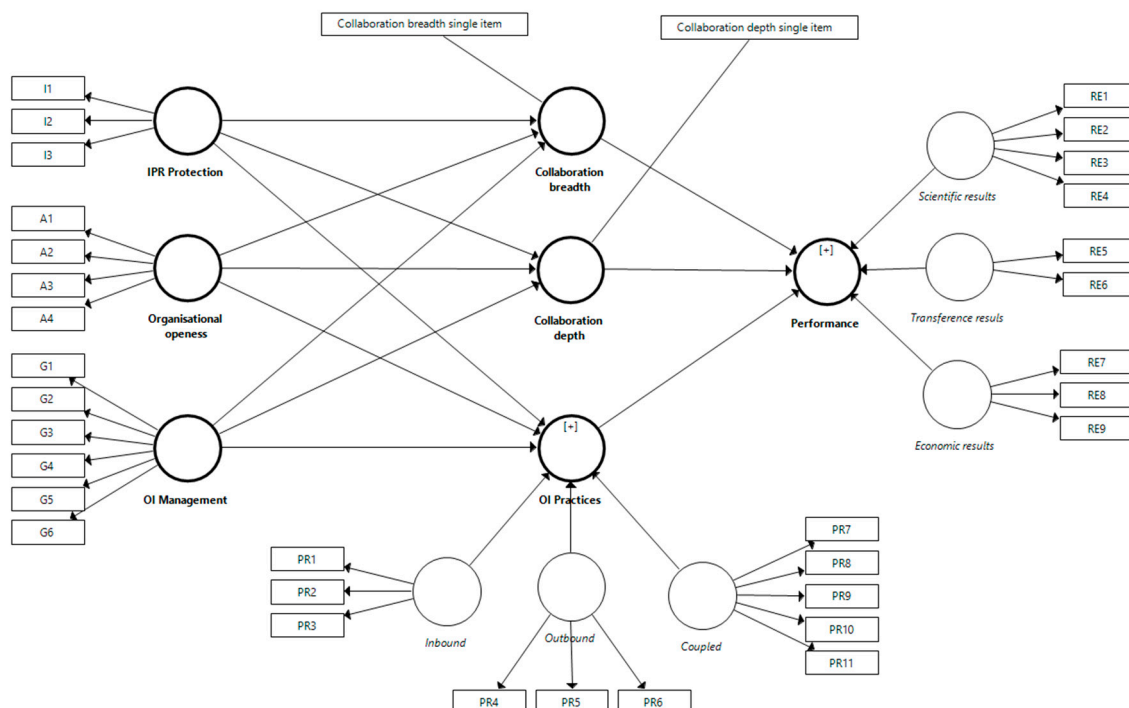 Collaboration breadth single item
Collaboration depth single item
I1
I2
I3
IPR Protection
Collaboration
breadth
RE1
RE2
RE3
RE4
Scientific results
A1
A2
A3
A4
Organisational
openess
Collaboration
depth
[+]
Performance
RE5
RE6
Transference resuls
G1
G2
G3
G4
G5
G6
OI Management
[+]
OI Practices
RE7
RE8
RE9
Economic results
PR1
PR2
PR3
Inbound
Outbound
Coupled
PR7
PR8
PR9
PR10
PR11
PR4
PR5
PR6